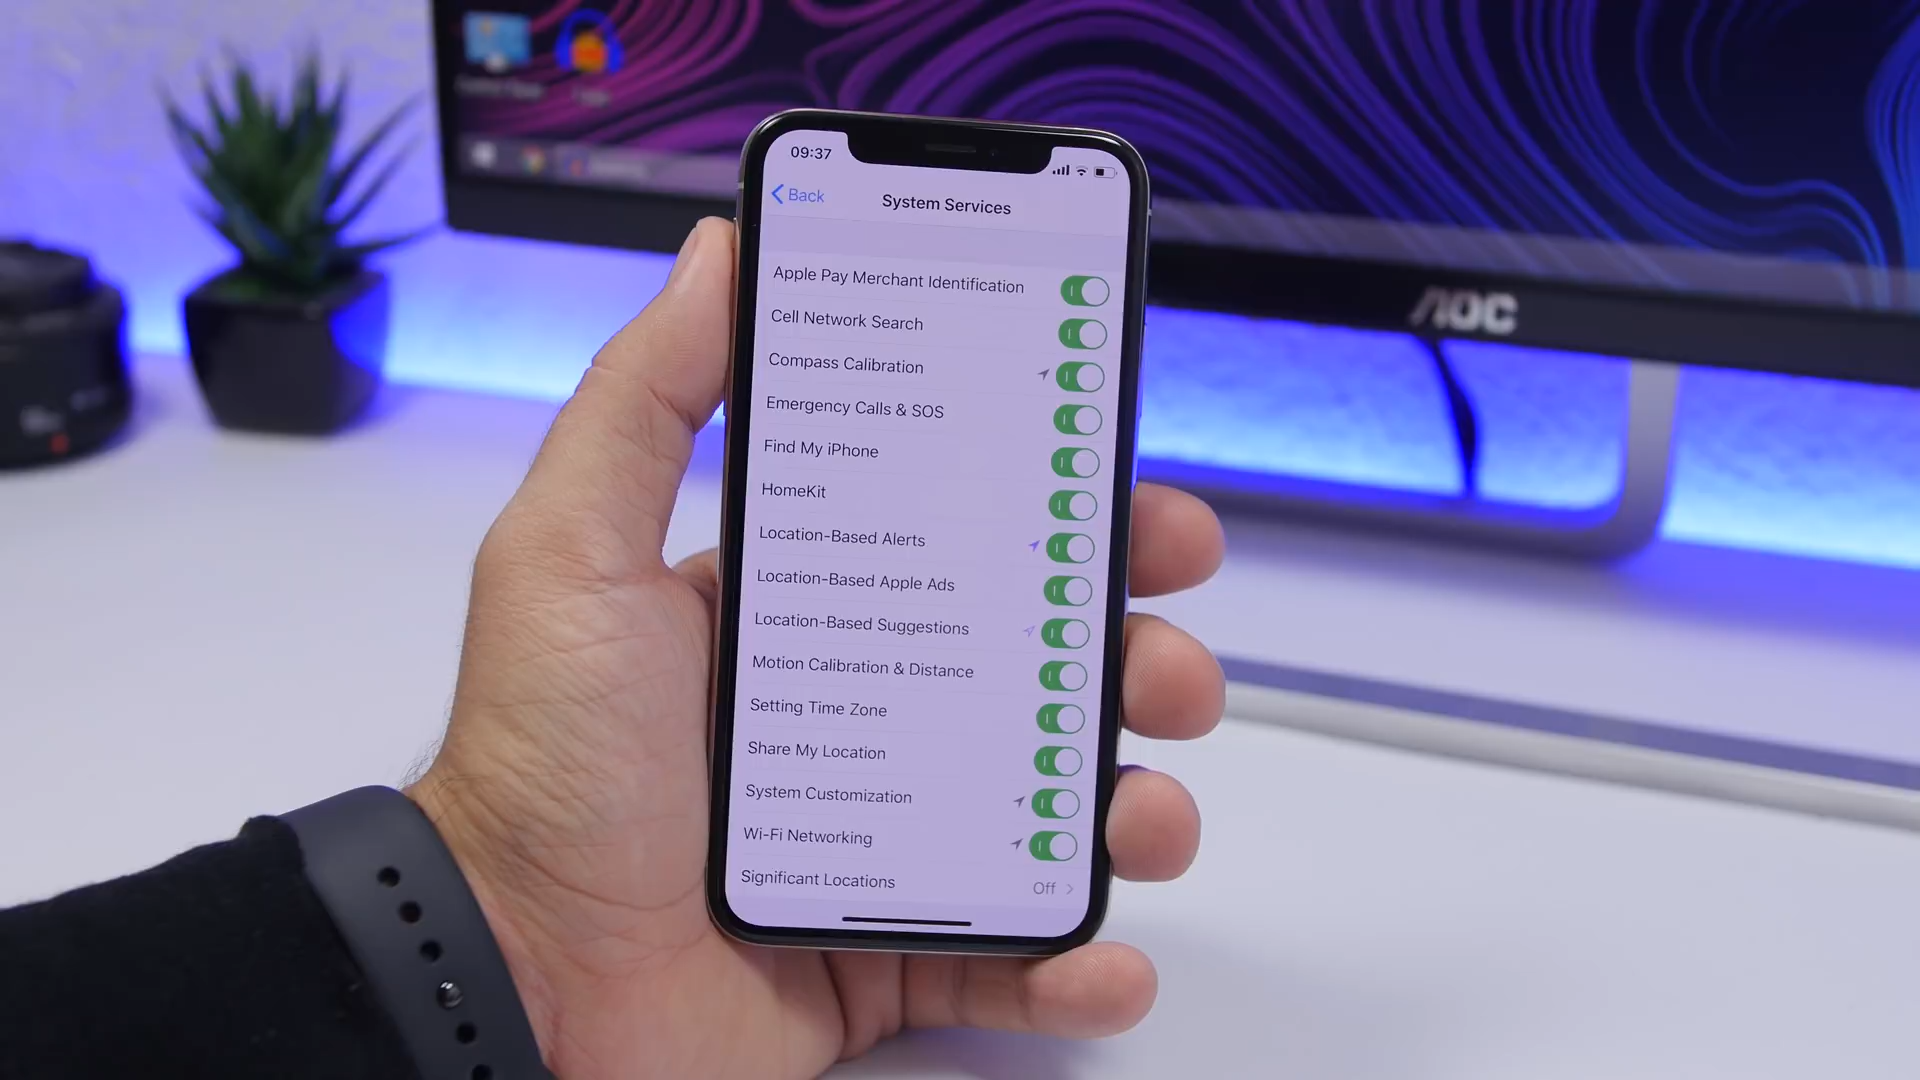 09:37
Back
System Services
Apple Pay Merchant Identification
Cell Network Search
Compass Calibration
Emergency Calls & SOS
Find My iPhone
HomeKit
Location-Based Alerts
Location-Based Apple Ads
Location-Based Suggestions
Motion Calibration & Distance
Setting Time Zone
Share My Location
System Customization
Wi-Fi Networking
Significant Locations
Off
AOC